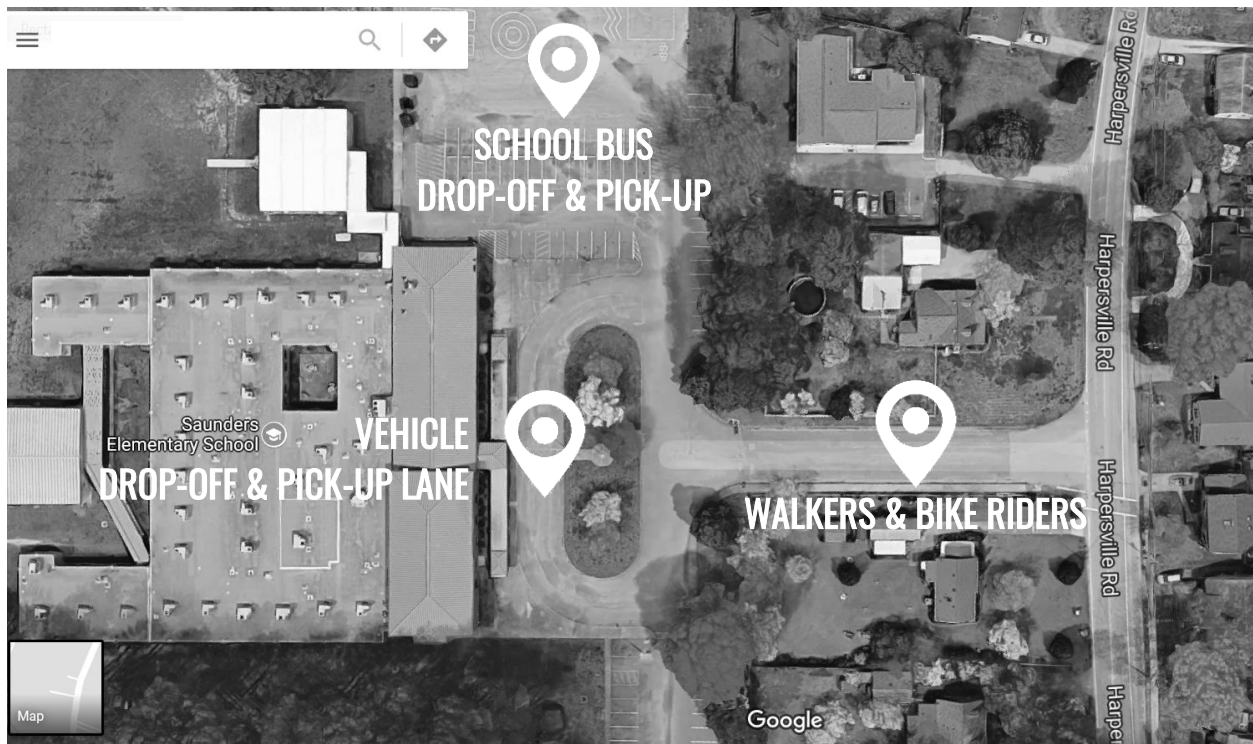 SCHOOL BUS
DROP-OFF & PICK-UP
Harpersville Rd
Harpersville Rd
Saunders
Elementary School
VEHICLE
DROP-OFF & PICK-UP LANE
WALKERS & BIKE RIDERS
Harpersville Rd
Map
Google
Harper